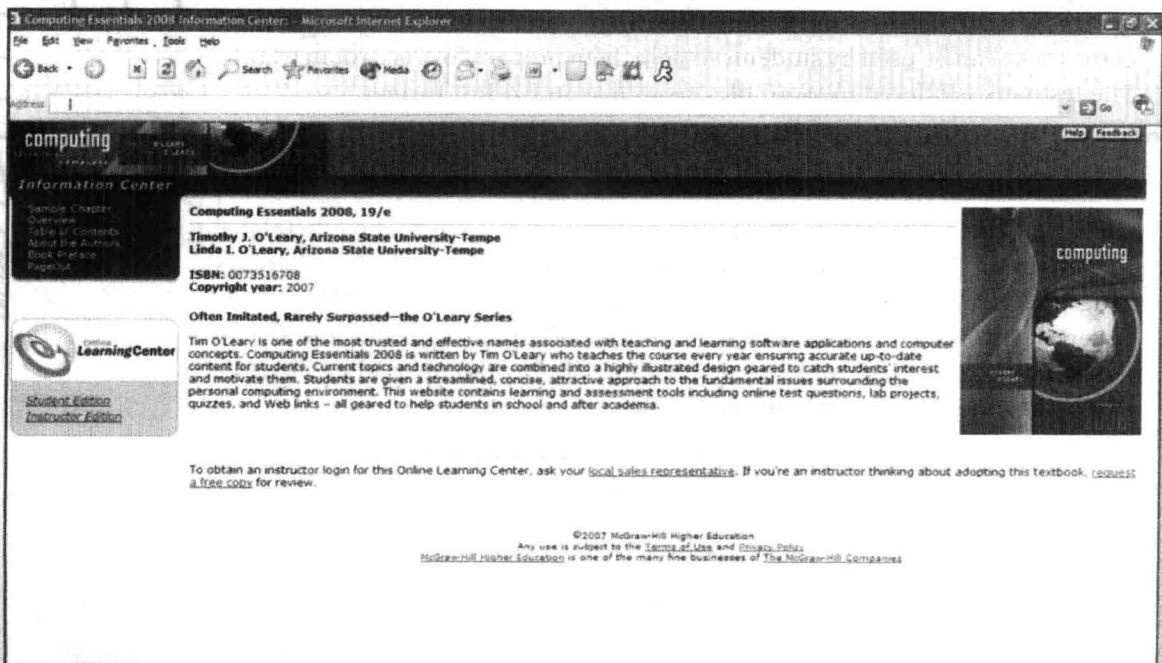 Computing Essentials 2008 Information Center: - Microsoft Internet Explorer
File Edit View Favorites Tools Help
Back Search Favorites Media
Address Go
computing
Help Feedback
Information Center
Sample Chapter
Overview
Table of Contents
About the Authors
Book Preface
PageOut
Computing Essentials 2008, 19/e
Timothy J. O'Leary, Arizona State University-Tempe
Linda I. O'Leary, Arizona State University-Tempe
ISBN: 0073516708
Copyright year: 2007
computing
Often Imitated, Rarely Surpassed—the O'Leary Series
Tim O'Leary is one of the most trusted and effective names associated with teaching and learning software applications and computer
concepts. Computing Essentials 2008 is written by Tim O'Leary who teaches the course every year ensuring accurate up-to-date
content for students. Current topics and technology are combined into a highly illustrated design geared to catch students' interest
and motivate them. Students are given a streamlined, concise, attractive approach to the fundamental issues surrounding the
personal computing environment. This website contains learning and assessment tools including online test questions, lab projects,
quizzes, and Web links – all geared to help students in school and after academia.
Online
LearningCenter
Student Edition
Instructor Edition
2008
To obtain an instructor login for this Online Learning Center, ask your local sales representative. If you're an instructor thinking about adopting this textbook, request
a free copy for review.
©2007 McGraw-Hill Higher Education
Any use is subject to the Terms of Use and Privacy Policy
McGraw-Hill Higher Education is one of the many fine businesses of The McGraw-Hill Companies